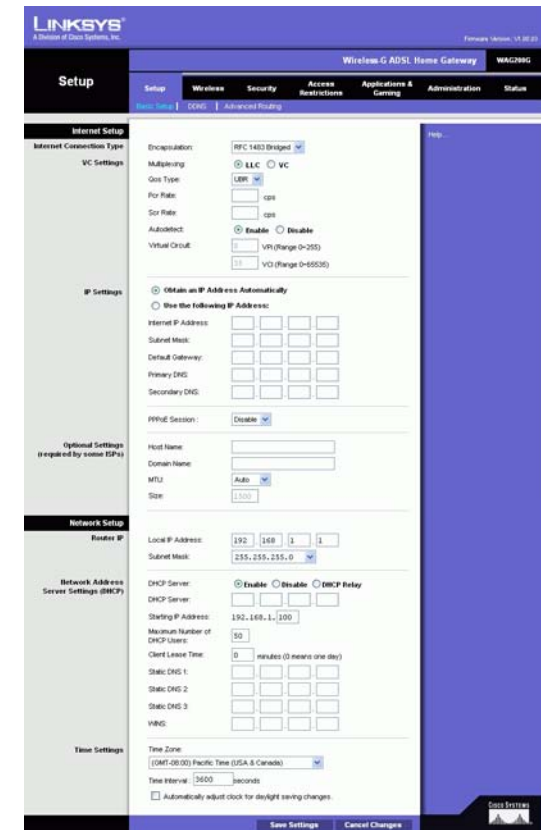 LINKSYS®
A Division of Cisco Systems, Inc.
Firmware Version: V1.00.03
Wireless-G ADSL Home Gateway WAG200G
Setup
Setup Wireless Security Access Restrictions Applications & Gaming Administration Status
Basic Setup | DDNS | Advanced Routing
Internet Setup
Help...
Internet Connection Type
Encapsulation: RFC 1483 Bridged
VC Settings
Multiplexing: LLC VC
Qos Type: UBR
Pcr Rate: cps
Scr Rate: cps
Autodetect: Enable Disable
Virtual Circuit: VPI (Range 0~255)
VCI (Range 0~65535)
IP Settings
Obtain an IP Address Automatically
Use the following IP Address:
Internet IP Address:
Subnet Mask:
Default Gateway:
Primary DNS:
Secondary DNS:
PPPoE Session : Disable
Optional Settings
(required by some ISPs)
Host Name:
Domain Name:
MTU: Auto
Size: 1500
Network Setup
Router IP
Local IP Address: 192 . 168 . 1 . 1
Subnet Mask: 255.255.255.0
Network Address
Server Settings (DHCP)
DHCP Server: Enable Disable DHCP Relay
DHCP Server:
Starting IP Address: 192.168.1. 100
Maximum Number of
DHCP Users: 50
Client Lease Time: 0 minutes (0 means one day)
Static DNS 1:
Static DNS 2:
Static DNS 3:
WINS:
Time Settings
Time Zone:
(GMT-08:00) Pacific Time (USA & Canada)
Time Interval : 3600 seconds
Automatically adjust clock for daylight saving changes.
Save Settings Cancel Changes
Cisco Systems